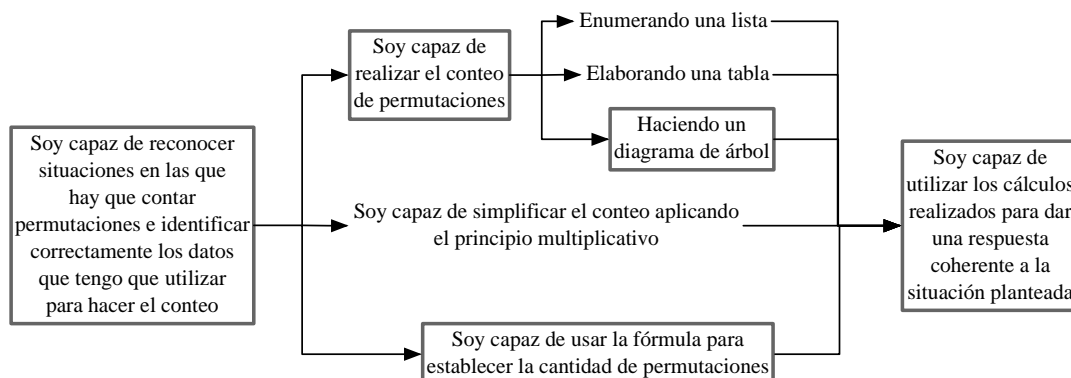 Soy capaz de reconocer
situaciones en las que
hay que contar
permutaciones e identificar
correctamente los datos
que tengo que utilizar
para hacer el conteo
Soy capaz de
realizar el conteo
de permutaciones
Enumerando una lista
Elaborando una tabla
Haciendo un
diagrama de árbol
Soy capaz de simplificar el conteo aplicando
el principio multiplicativo
Soy capaz de usar la fórmula para
establecer la cantidad de permutaciones
Soy capaz de
utilizar los cálculos
realizados para dar
una respuesta
coherente a la
situación planteada